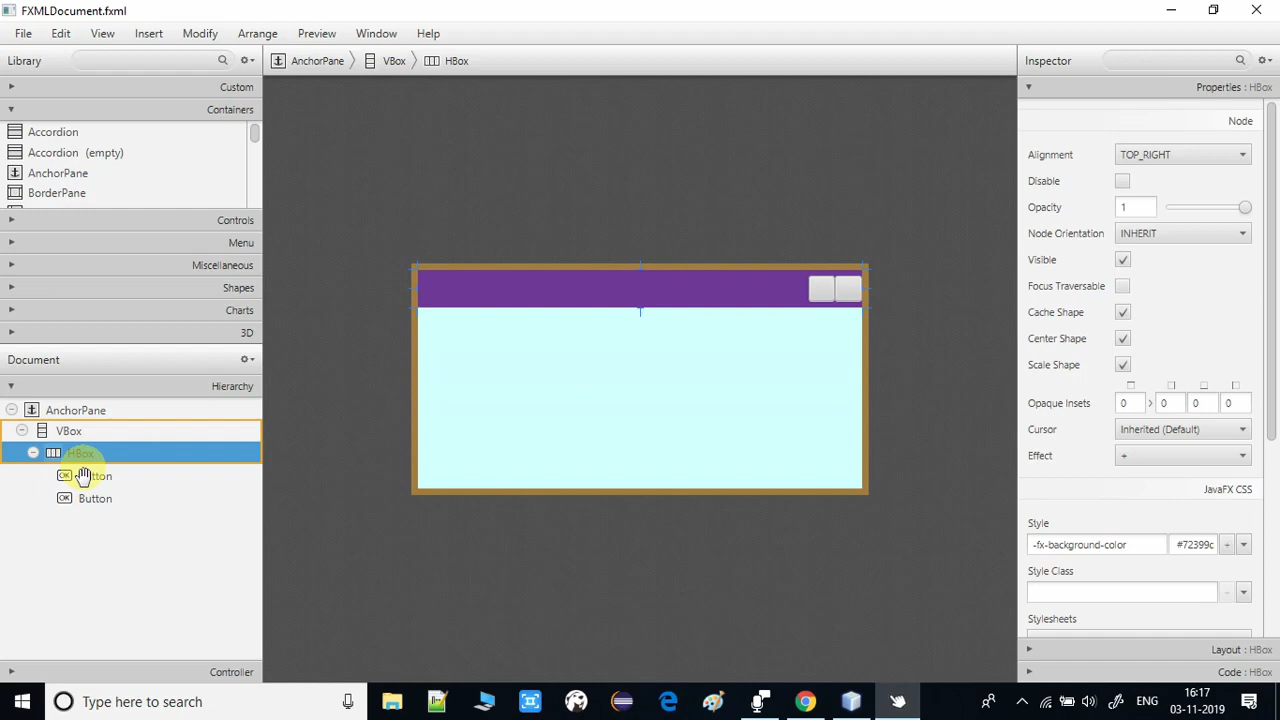 FXMLDocument.fxml
File Edit View Insert Modify Arrange Preview Window Help
Library
AnchorPane VBox HBox
Inspector
Custom
Properties : HBox
Containers
Node
Accordion
Accordion (empty)
AnchorPane
BorderPane
Alignment TOP_RIGHT
Disable
Opacity 1
Controls
Node Orientation INHERIT
Menu
Visible
Miscellaneous
Focus Traversable
Shapes
Cache Shape
Charts
Center Shape
3D
Scale Shape
Document
Hierarchy
Opaque Insets 0 > 0 0 0
AnchorPane
Cursor Inherited (Default)
VBox
Effect +
HBox
JavaFX CSS
Button
Style
-fx-background-color #72399c +
Style Class
Stylesheets
Layout : HBox
Controller
Code : HBox
Type here to search
ENG
16:17
03-11-2019